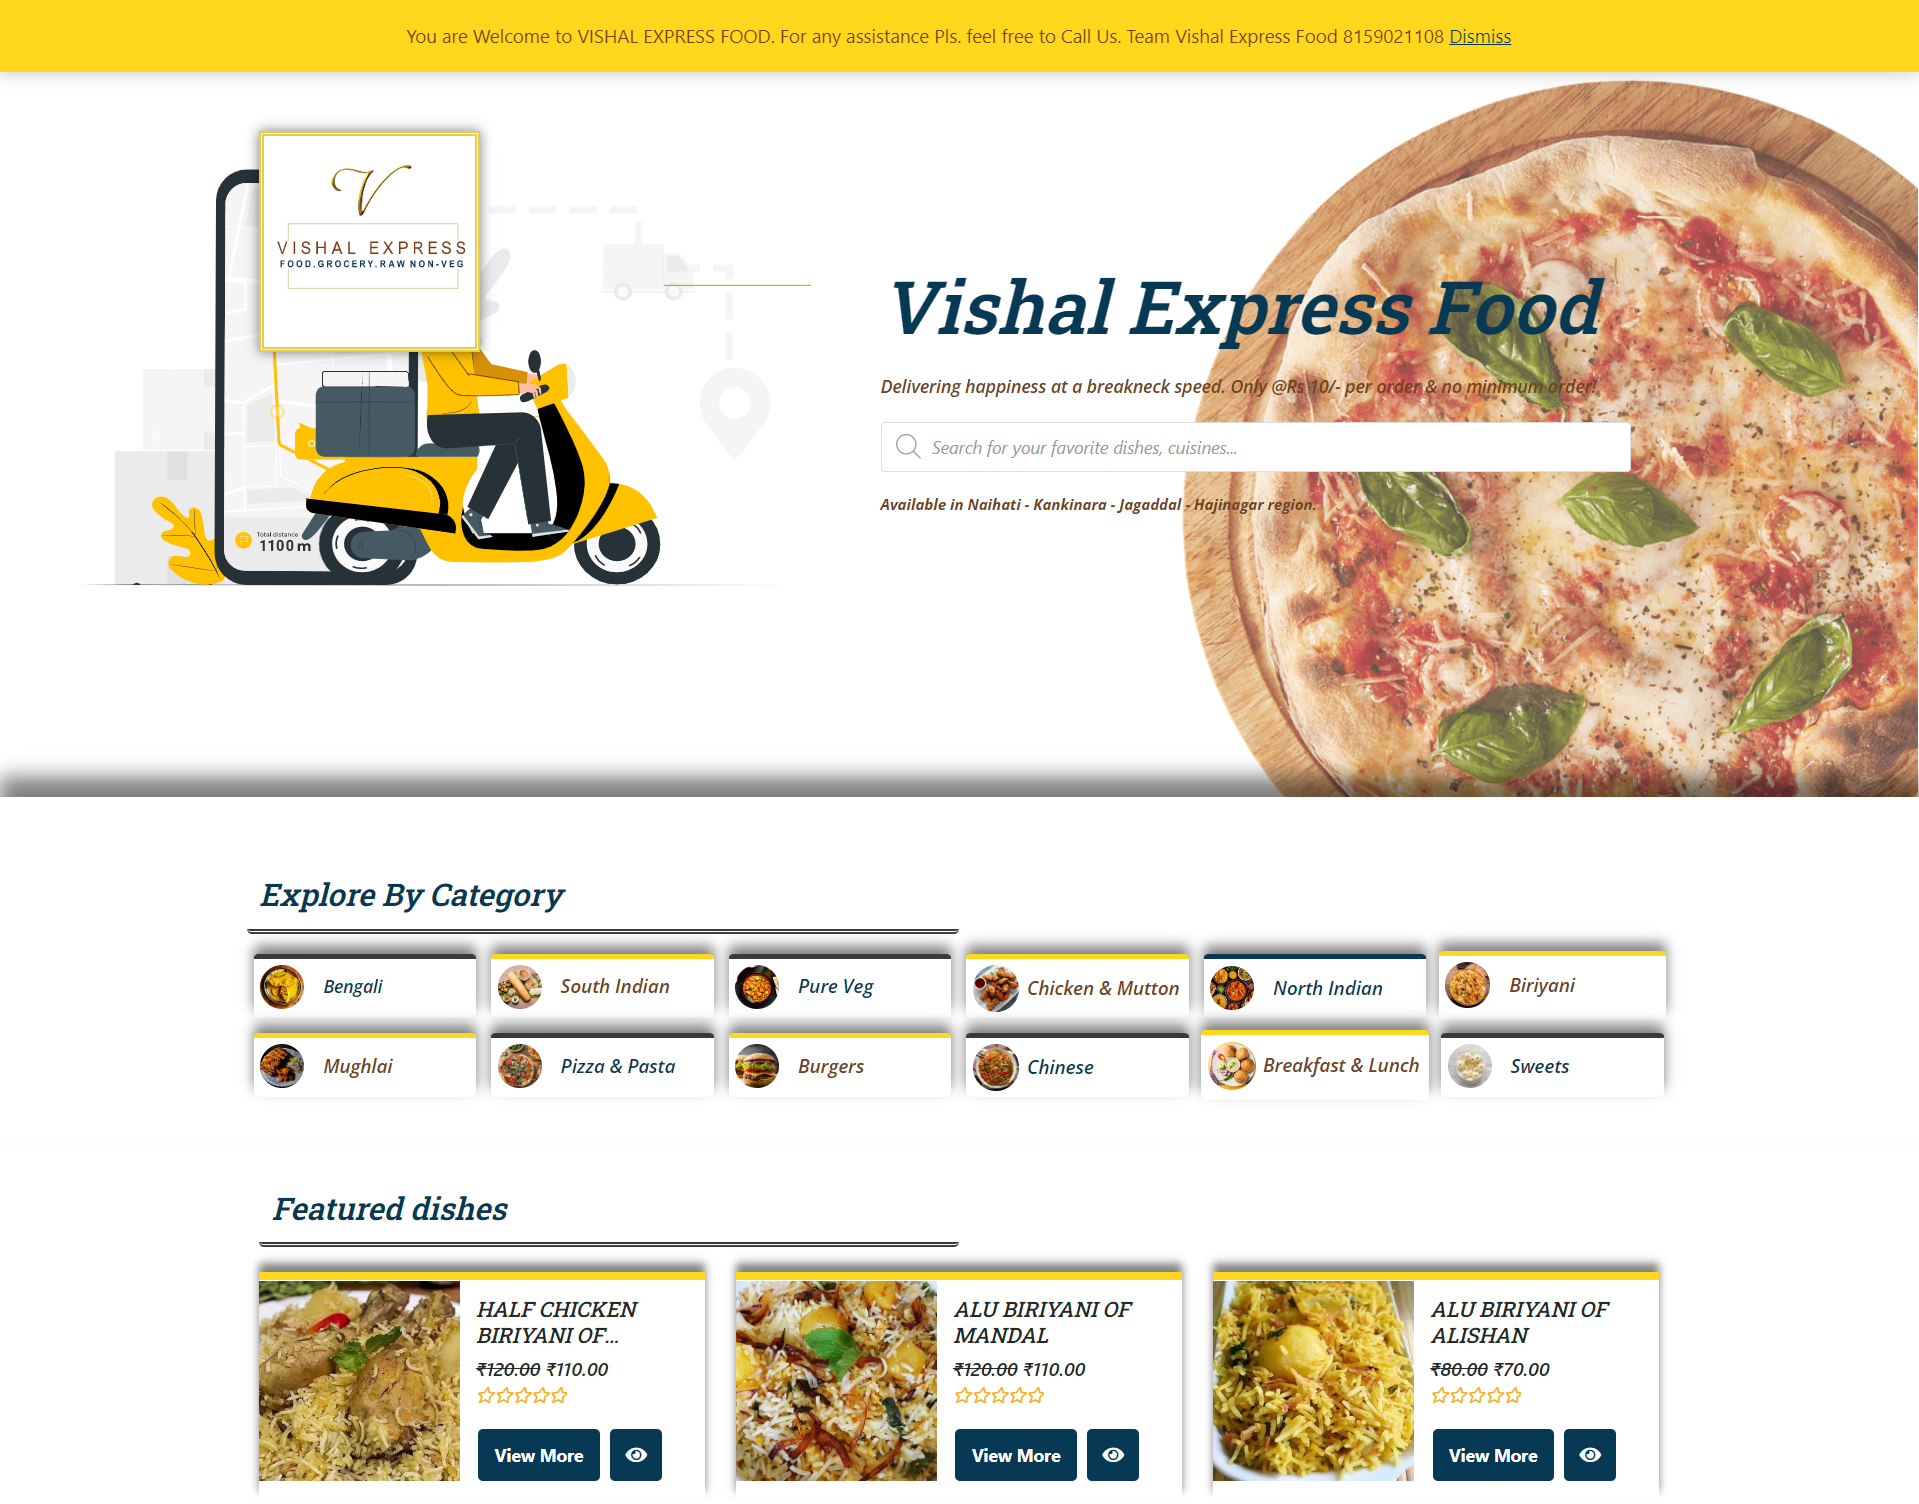 You are Welcome to VISHAL EXPRESS FOOD. For any assistance Pls. feel free to Call Us. Team Vishal Express Food 8159021108 Dismiss
V
VISHAL EXPRESS
FOOD.GROCERY.RAW NON-VEG
Total distance
1100 m
Vishal Express Food
Delivering happiness at a breakneck speed. Only @Rs 10/- per order & no minimum order!
Search for your favorite dishes, cuisines...
Available in Naihati - Kankinara - Jagaddal - Hajinagar region.
Explore By Category
Bengali
South Indian
Pure Veg
Chicken & Mutton
North Indian
Biriyani
Mughlai
Pizza & Pasta
Burgers
Chinese
Breakfast & Lunch
Sweets
Featured dishes
HALF CHICKEN
BIRIYANI OF...
₹120.00 ₹110.00
View More
ALU BIRIYANI OF
MANDAL
₹120.00 ₹110.00
View More
ALU BIRIYANI OF
ALISHAN
₹80.00 ₹70.00
View More